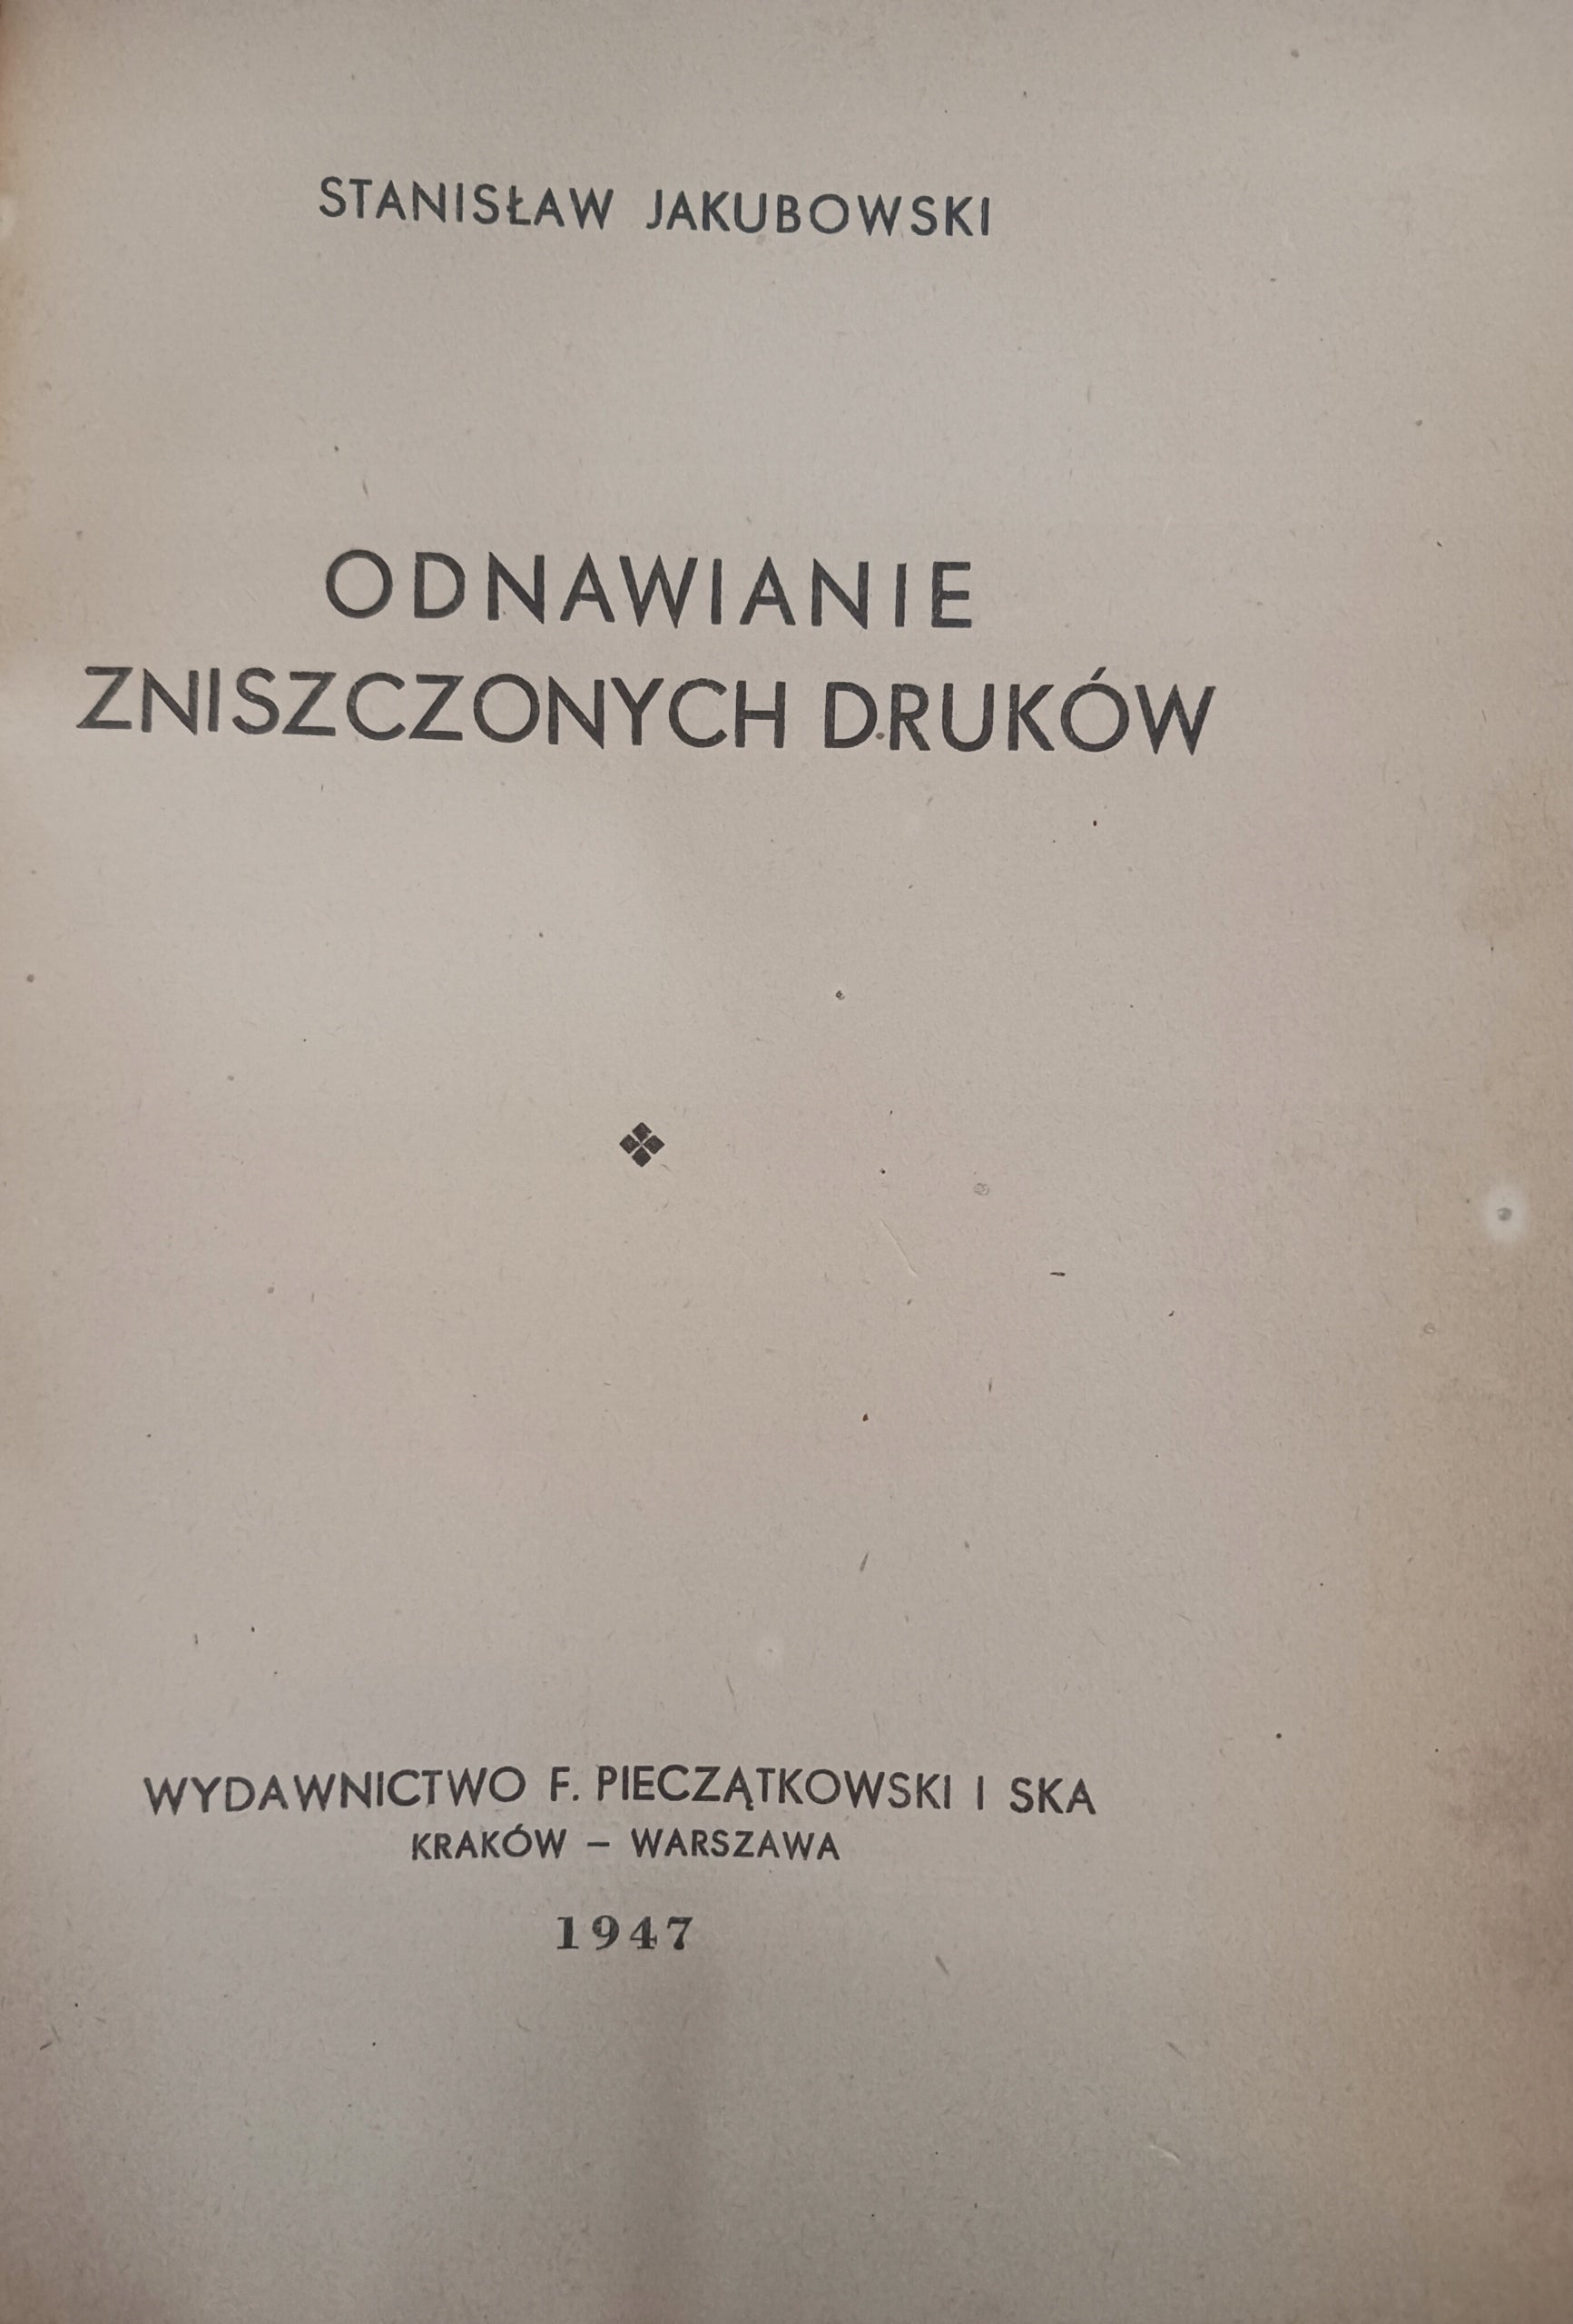 STANISŁAW JAKUBOWSKI
ODNAWIANIE
ZNISZCZONYCH DRUKÓW
WYDAWNICTWO F. PIECZĄTKOWSKI I SKA
KRAKÓW – WARSZAWA
1947